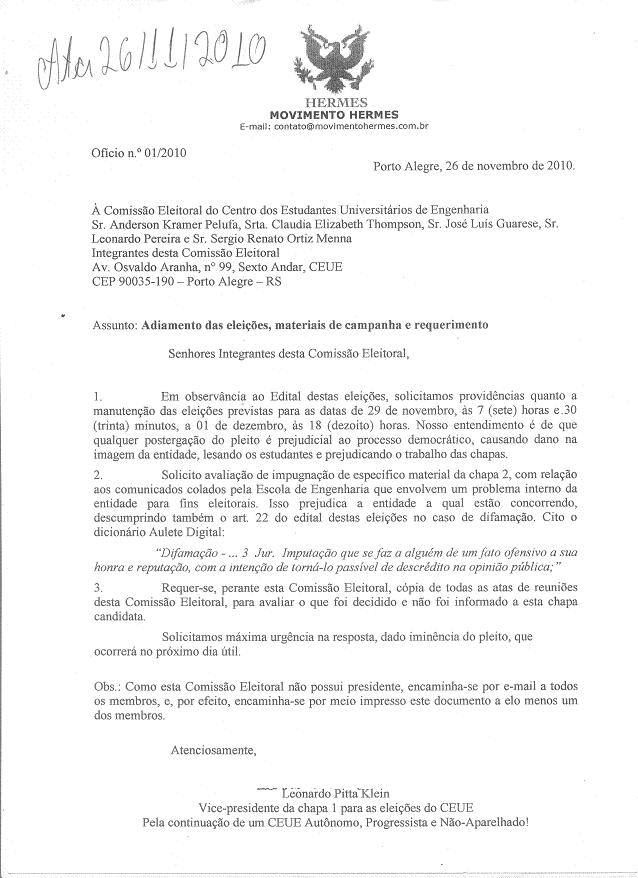 Ata 26/11/2010
HERMES
MOVIMENTO HERMES
E-mail: contato@movimentohermes.com.br
Ofício n.º 01/2010
Porto Alegre, 26 de novembro de 2010.
À Comissão Eleitoral do Centro dos Estudantes Universitários de Engenharia
Sr. Anderson Kramer Pelufa, Srta. Claudia Elizabeth Thompson, Sr. José Luís Guarese, Sr.
Leonardo Pereira e Sr. Sergio Renato Ortiz Menna
Integrantes desta Comissão Eleitoral
Av. Osvaldo Aranha, nº 99, Sexto Andar, CEUE
CEP 90035-190 – Porto Alegre – RS
Assunto: Adiamento das eleições, materiais de campanha e requerimento
Senhores Integrantes desta Comissão Eleitoral,
1. Em observância ao Edital destas eleições, solicitamos providências quanto a
manutenção das eleições previstas para as datas de 29 de novembro, às 7 (sete) horas e 30
(trinta) minutos, a 01 de dezembro, às 18 (dezoito) horas. Nosso entendimento é de que
qualquer postergação do pleito é prejudicial ao processo democrático, causando dano na
imagem da entidade, lesando os estudantes e prejudicando o trabalho das chapas.
2. Solicito avaliação de impugnação de específico material da chapa 2, com relação
aos comunicados colados pela Escola de Engenharia que envolvem um problema interno da
entidade para fins eleitorais. Isso prejudica a entidade a qual estão concorrendo,
descumprindo também o art. 22 do edital destas eleições no caso de difamação. Cito o
dicionário Aulete Digital:
“Difamação - ... 3 Jur. Imputação que se faz a alguém de um fato ofensivo a sua
honra e reputação, com a intenção de torná-lo passível de descrédito na opinião pública;”
3. Requer-se, perante esta Comissão Eleitoral, cópia de todas as atas de reuniões
desta Comissão Eleitoral, para avaliar o que foi decidido e não foi informado a esta chapa
candidata.
Solicitamos máxima urgência na resposta, dado iminência do pleito, que
ocorrerá no próximo dia útil.
Obs.: Como esta Comissão Eleitoral não possui presidente, encaminha-se por e-mail a todos
os membros, e, por efeito, encaminha-se por meio impresso este documento a elo menos um
dos membros.
Atenciosamente,
Leonardo Pitta Klein
Vice-presidente da chapa 1 para as eleições do CEUE
Pela continuação de um CEUE Autônomo, Progressista e Não-Aparelhado!